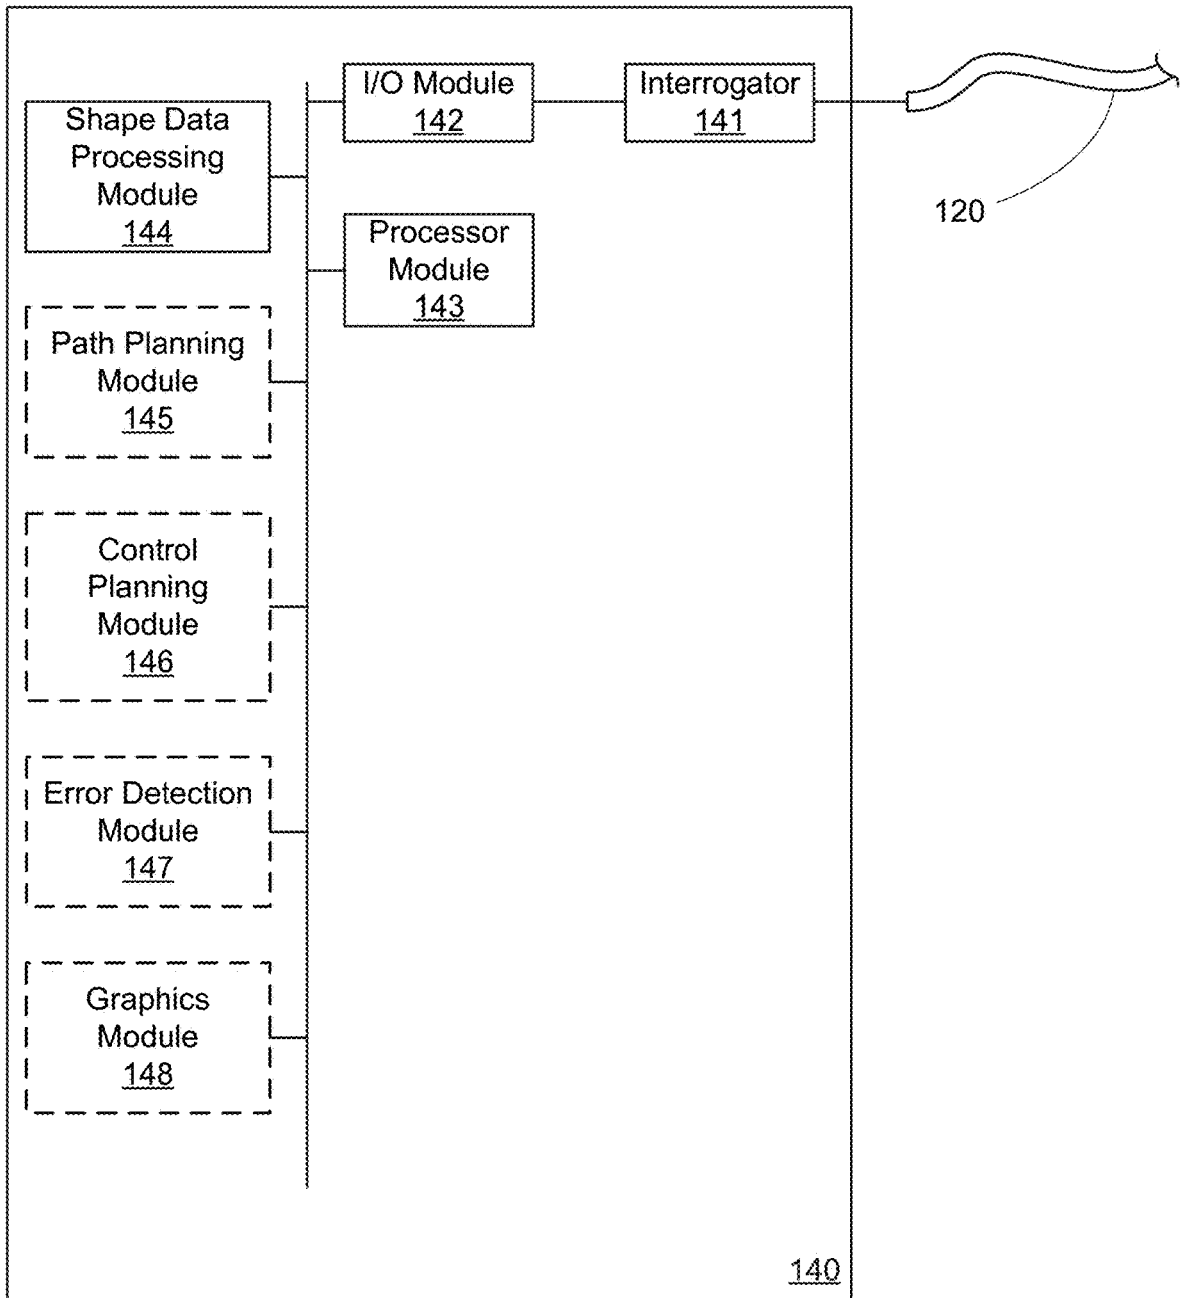 I/O Module
142
Interrogator
141
Shape Data
Processing
Module
144
120
Processor
Module
143
Path Planning
Module
145
Control
Planning
Module
146
Error Detection
Module
147
Graphics
Module
148
140